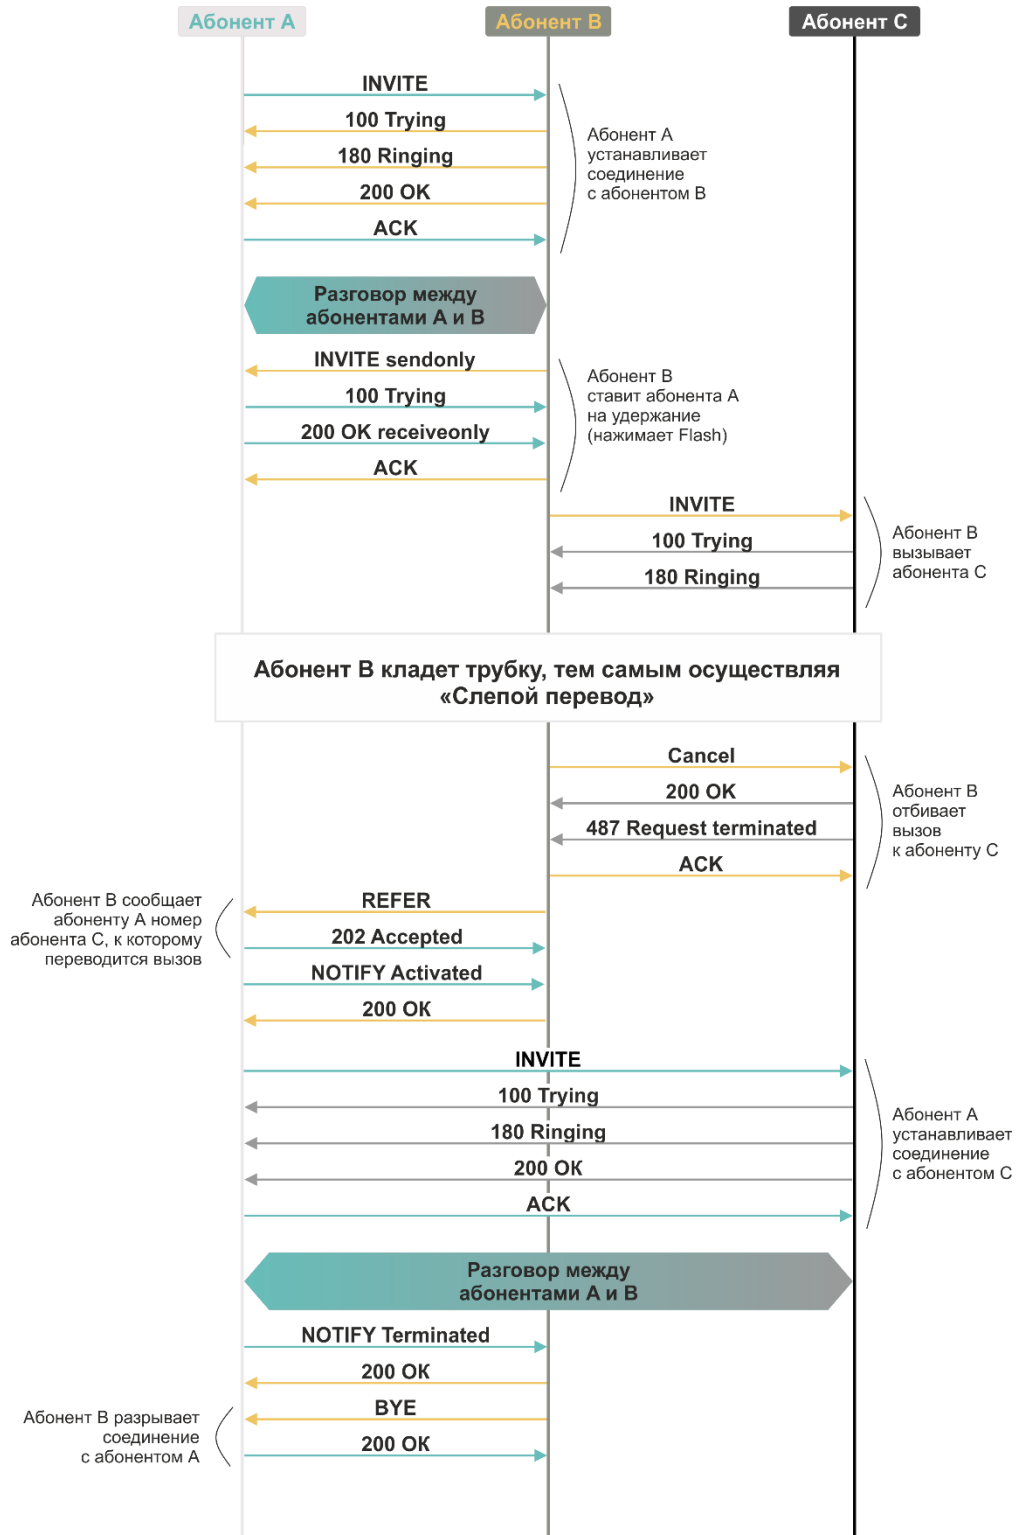 Абонент А
Абонент В
Абонент С
INVITE
100 Trying
180 Ringing
200 OK
ACK
Абонент А
устанавливает
соединение
с абонентом В
Разговор между
абонентами А и В
INVITE sendonly
100 Trying
200 OK receiveonly
ACK
Абонент В
ставит абонента А
на удержание
(нажимает Flash)
INVITE
100 Trying
180 Ringing
Абонент В
вызывает
абонента С
Абонент В кладет трубку, тем самым осуществляя
«Слепой перевод»
Cancel
200 OK
487 Request terminated
ACK
Абонент В
отбивает
вызов
к абоненту С
Абонент В сообщает
абоненту А номер
абонента С, к которому
переводится вызов
REFER
202 Accepted
NOTIFY Activated
200 OK
INVITE
100 Trying
180 Ringing
200 OK
ACK
Абонент А
устанавливает
соединение
с абонентом С
Разговор между
абонентами А и В
NOTIFY Terminated
200 OK
BYE
200 OK
Абонент В разрывает
соединение
с абонентом А